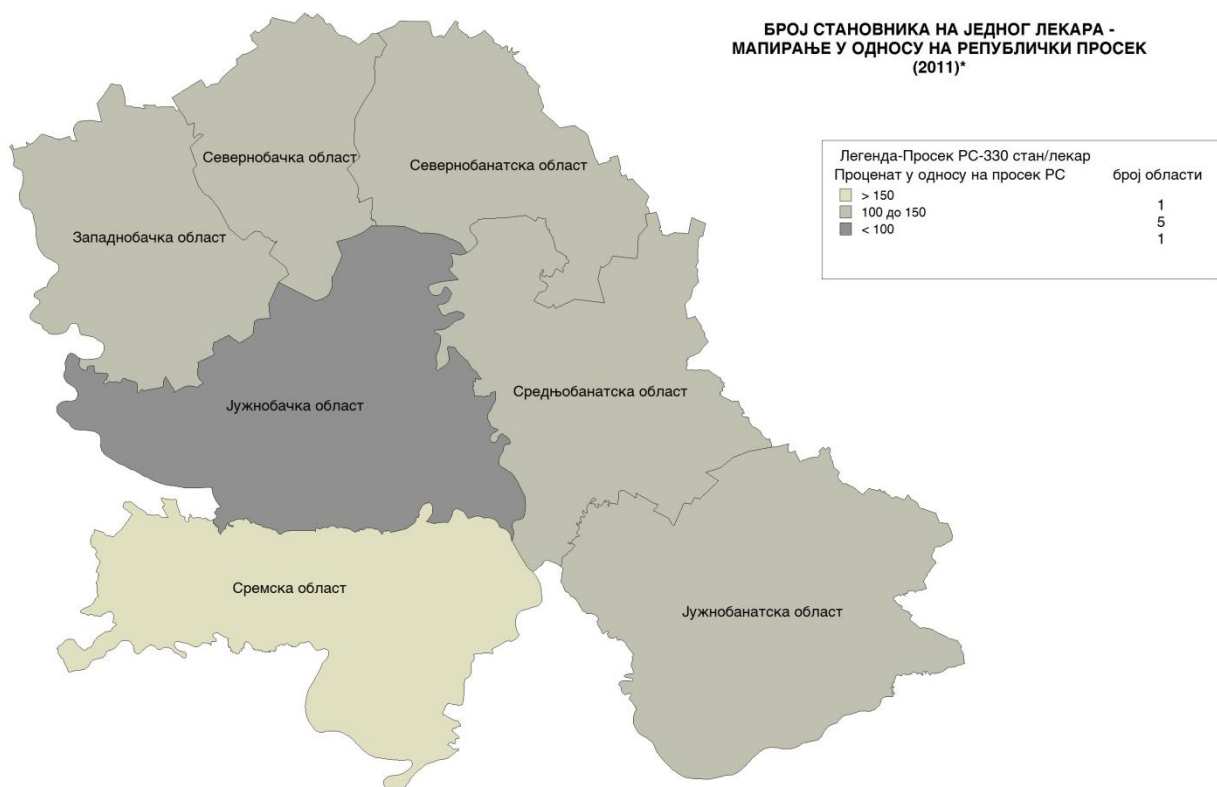 БРОЈ СТАНОВНИКА НА ЈЕДНОГ ЛЕКАРА -
МАПИРАЊЕ У ОДНОСУ НА РЕПУБЛИЧКИ ПРОСЕК
(2011)*
Легенда-Просек РС-330 стан/лекар
Проценат у односу на просек РС број области
> 150 1
100 до 150 5
< 100 1
Севернобачка област
Севернобанатска област
Западнобачка област
Јужнобачка област
Средњобанатска област
Сремска област
Јужнобанатска област